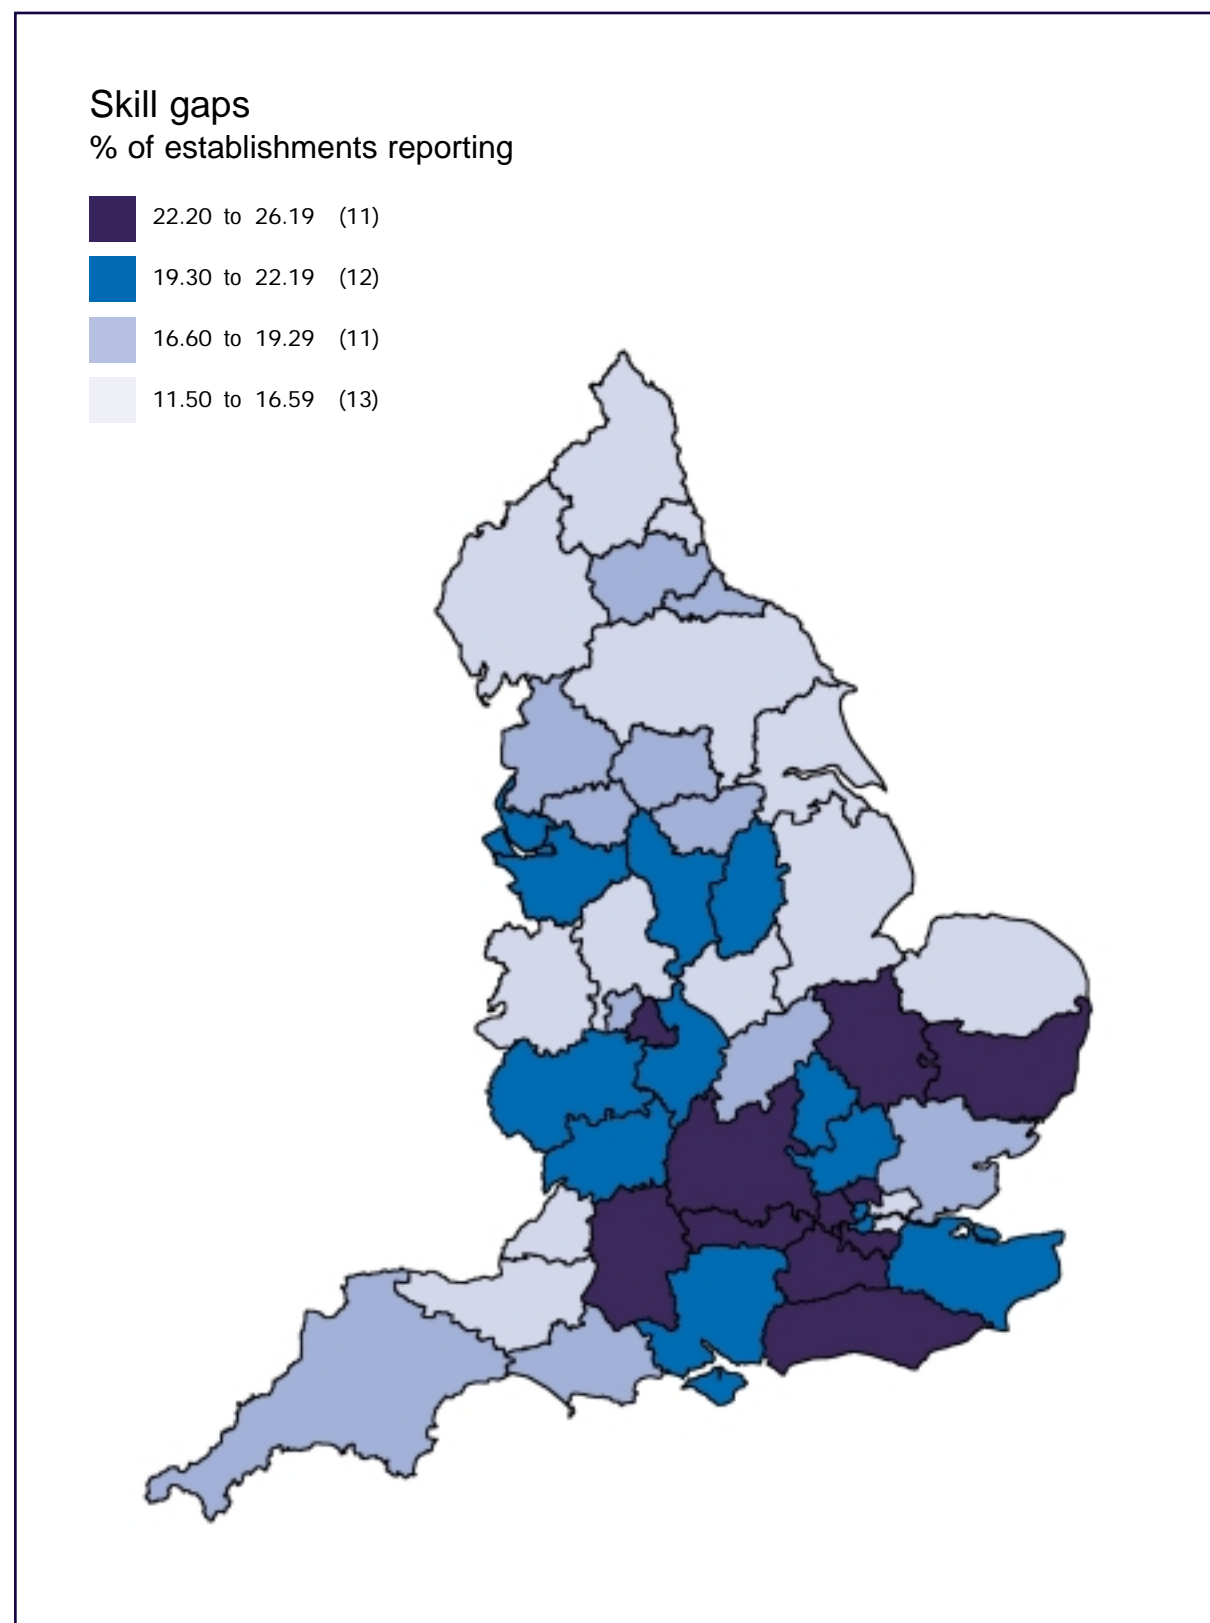 Skill gaps
% of establishments reporting
22.20 to 26.19 (11)
19.30 to 22.19 (12)
16.60 to 19.29 (11)
11.50 to 16.59 (13)